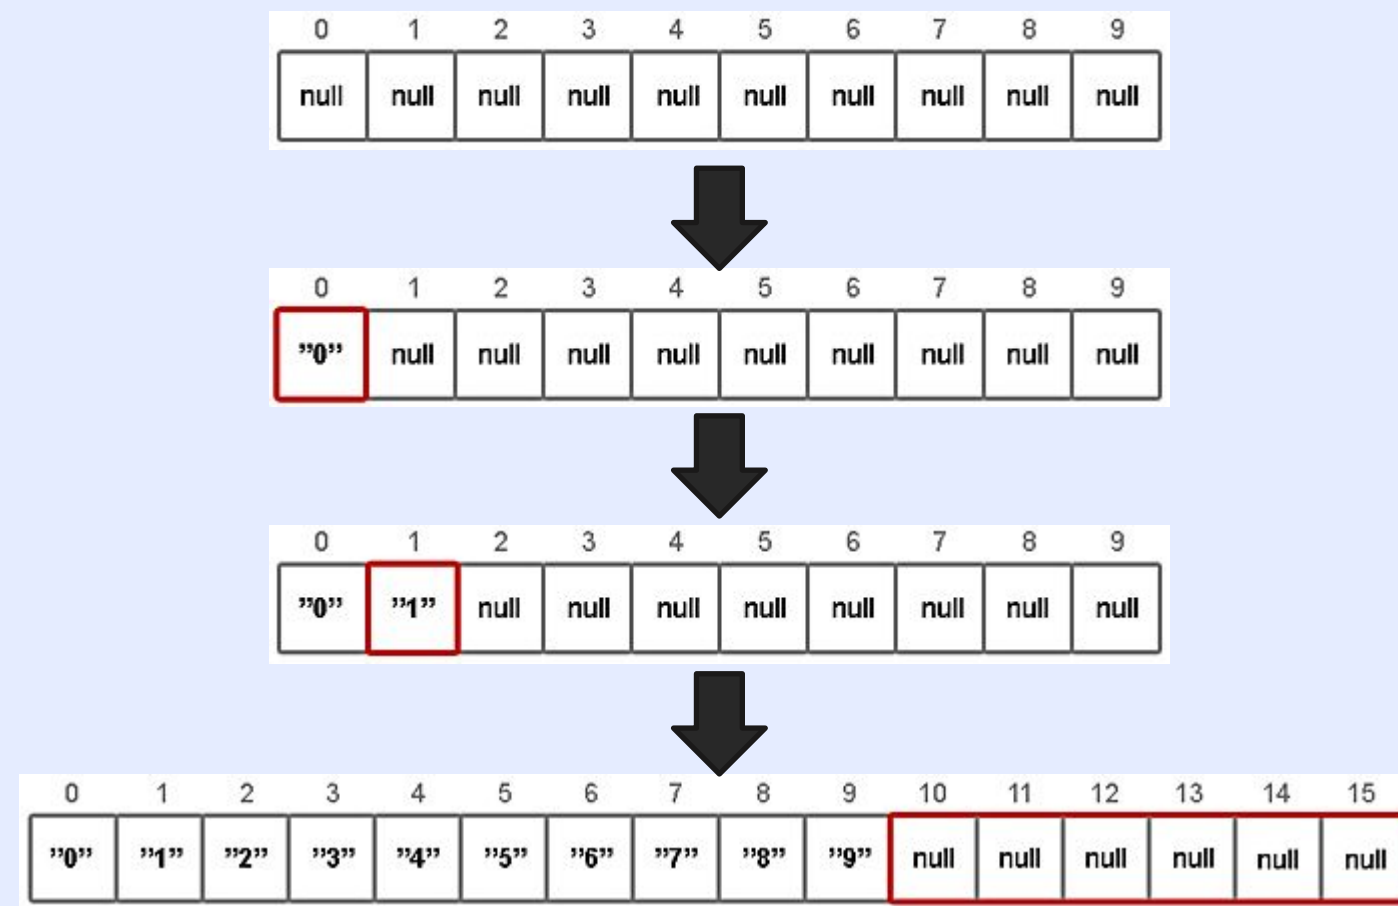 0 1 2 3 4 5 6 7 8 9
null null null null null null null null null null
0 1 2 3 4 5 6 7 8 9
”0” null null null null null null null null null
0 1 2 3 4 5 6 7 8 9
”0” ”1” null null null null null null null null
0 1 2 3 4 5 6 7 8 9 10 11 12 13 14 15
”0” ”1” ”2” ”3” ”4” ”5” ”6” ”7” ”8” ”9” null null null null null null